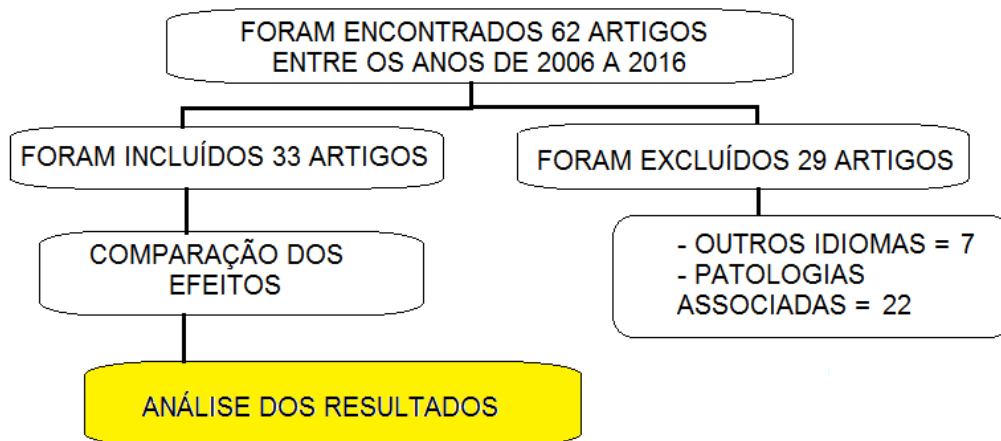 FORAM ENCONTRADOS 62 ARTIGOS
ENTRE OS ANOS DE 2006 A 2016
FORAM INCLUÍDOS 33 ARTIGOS
FORAM EXCLUÍDOS 29 ARTIGOS
COMPARAÇÃO DOS
EFEITOS
- OUTROS IDIOMAS = 7
- PATOLOGIAS
ASSOCIADAS = 22
ANÁLISE DOS RESULTADOS